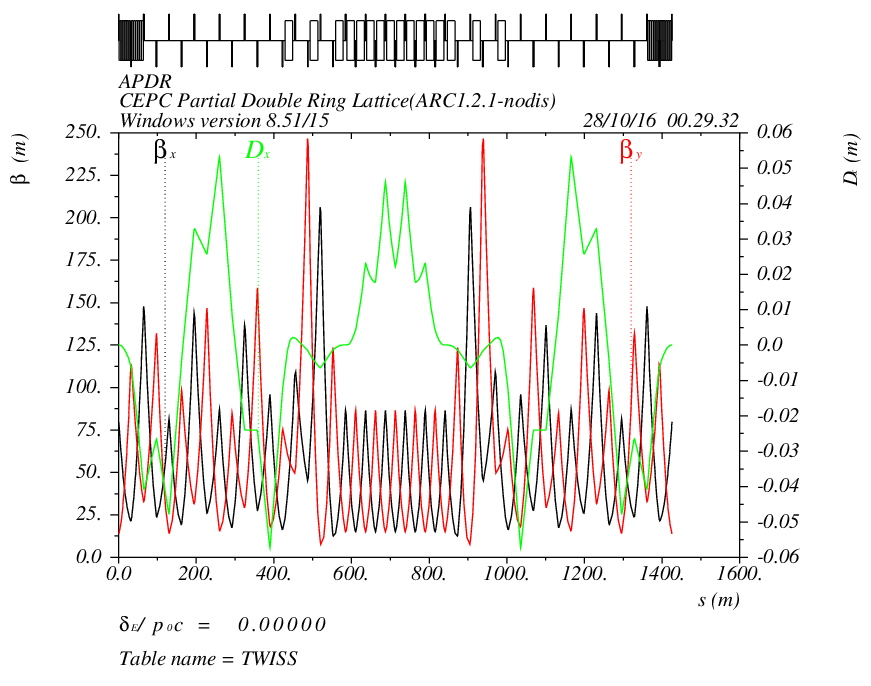 APDR
CEPC Partial Double Ring Lattice(ARC1.2.1-nodis)
Windows version 8.51/15 28/10/16 00.29.32
β (m)
250.
225.
200.
175.
150.
125.
100.
75.
50.
25.
0.0
βx Dx βy
0.06
0.05
0.04
0.03
0.02
0.01
0.0
-0.01
-0.02
-0.03
-0.04
-0.05
-0.06
D (m)
0.0 200. 400. 600. 800. 1000. 1200. 1400. 1600.
s (m)
δE/ p0c = 0.00000
Table name = TWISS